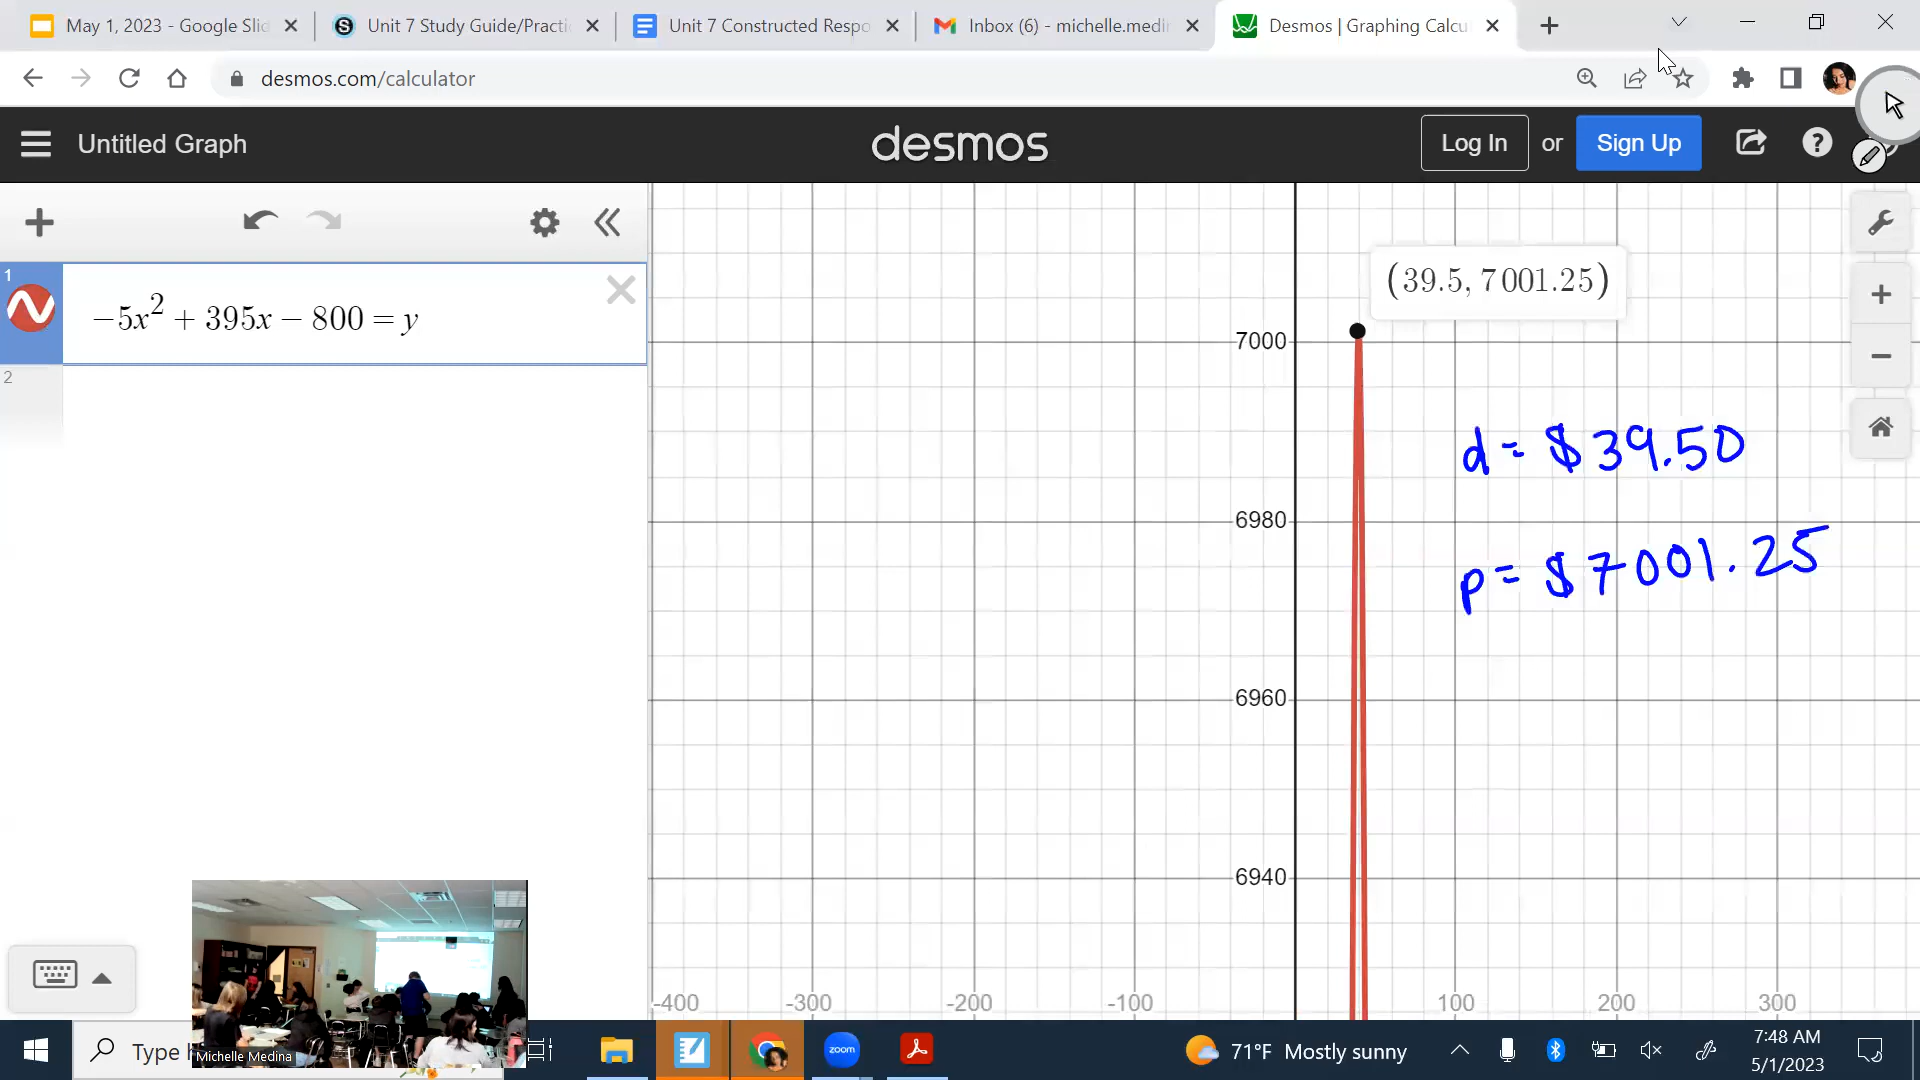 May 1, 2023 - Google Slid
Unit 7 Study Guide/Practi
Unit 7 Constructed Respo
Inbox (6) - michelle.medin
Desmos | Graphing Calcu
desmos.com/calculator
Untitled Graph
desmos
Log In or Sign Up
1
−5x² + 395x − 800 = y
2
(39.5, 7001.25)
7000
6980
6960
6940
-400 -300 -200 -100 100 200 300
d = $39.50
p = $7001.25
Michelle Medina
Type
zoom
71°F Mostly sunny
7:48 AM
5/1/2023